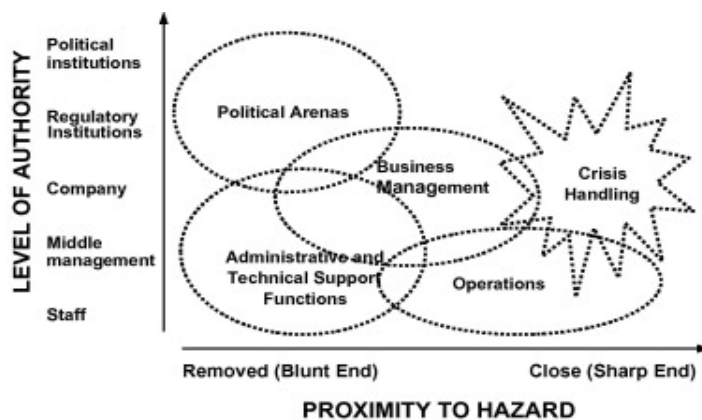 LEVEL OF AUTHORITY
Political
institutions
Regulatory
Institutions
Company
Middle
management
Staff
Political Arenas
Business
Management
Crisis
Handling
Administrative and
Technical Support
Functions
Operations
Removed (Blunt End)
Close (Sharp End)
PROXIMITY TO HAZARD